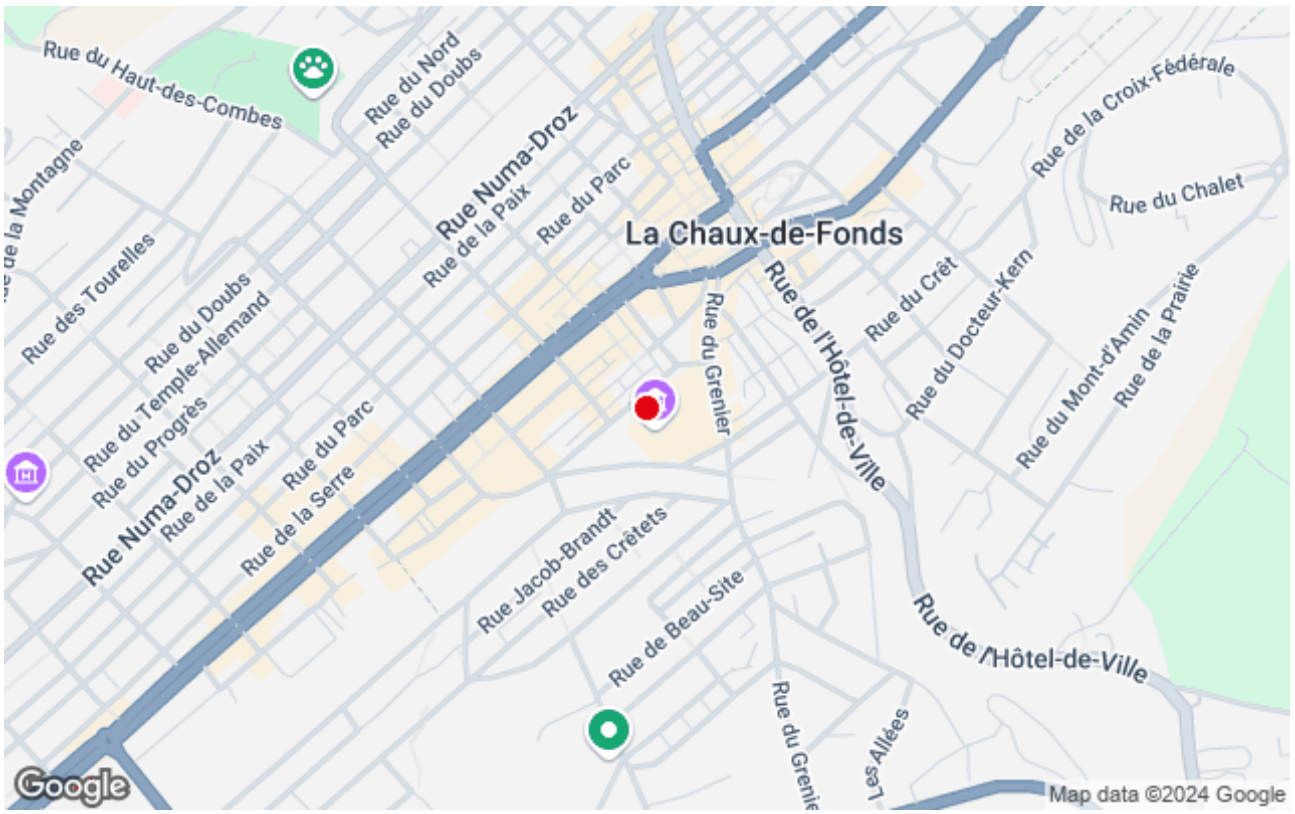 Rue du Haut-des-Combes
Rue du Nord
Rue du Doubs
Rue de la Croix-Fédérale
Rue Numa-Droz
de la Montagne
Rue du Parc
Rue de la Paix
Rue du Chalet
La Chaux-de-Fonds
Rue des Tourelles
Rue du Doubs
Rue du Temple-Allemand
Rue du Progrès
Rue du Grenier
Rue de l'Hôtel-de-Ville
Rue du Crêt
Rue du Docteur-Kern
Rue du Mont-d'Amin
Rue de la Prairie
Rue du Parc
Rue de la Paix
Rue Numa-Droz
Rue de la Serre
H
Rue Jacob-Brandt
Rue des Crêtets
Rue de Beau-Site
Rue de l'Hôtel-de-Ville
Rue du Grenier
Les Allées
Google
Map data ©2024 Google